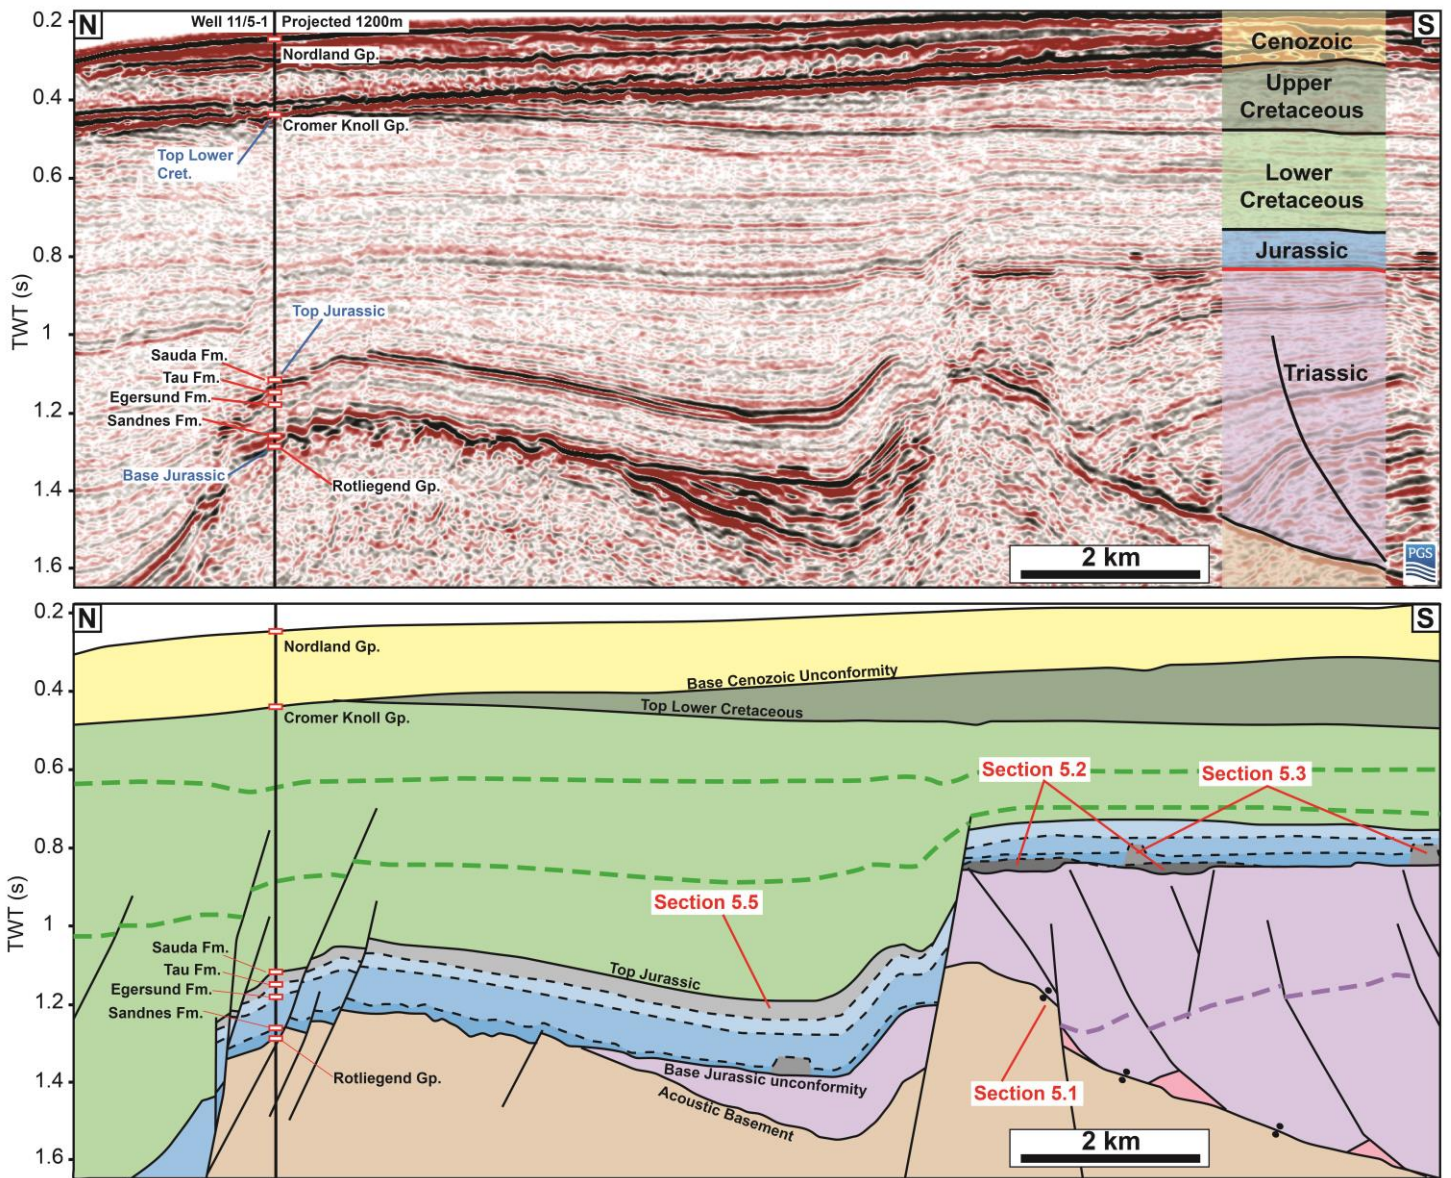 N
Well 11/5-1
Projected 1200m
S
0.2
0.4
0.6
0.8
1
1.2
1.4
1.6
TWT (s)
Nordland Gp.
Cromer Knoll Gp.
Top Lower
Cret.
Top Jurassic
Sauda Fm.
Tau Fm.
Egersund Fm.
Sandnes Fm.
Base Jurassic
Rotliegend Gp.
Cenozoic
Upper
Cretaceous
Lower
Cretaceous
Jurassic
Triassic
2 km
PGS
N
S
0.2
0.4
0.6
0.8
1
1.2
1.4
1.6
TWT (s)
Nordland Gp.
Base Cenozoic Unconformity
Cromer Knoll Gp.
Top Lower Cretaceous
Section 5.2
Section 5.3
Section 5.5
Sauda Fm.
Tau Fm.
Egersund Fm.
Sandnes Fm.
Top Jurassic
Rotliegend Gp.
Base Jurassic unconformity
Acoustic Basement
Section 5.1
2 km